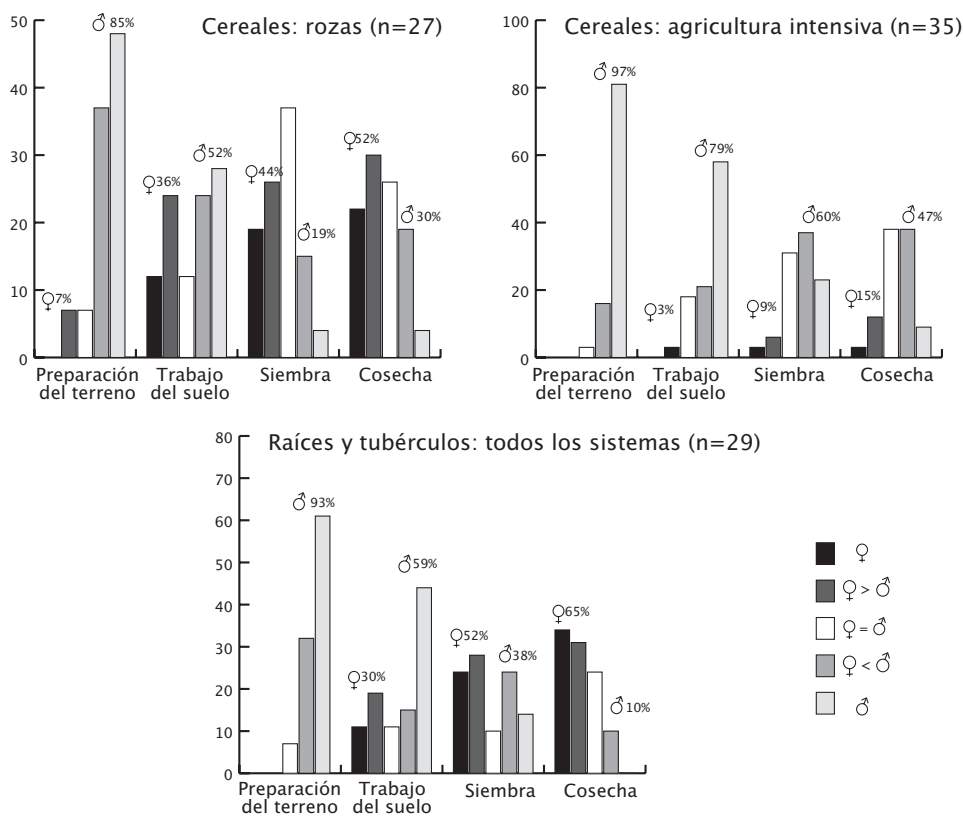 Cereales: rozas (n=27)
50
40
30
20
10
0
♀7%
♂85%
♀36%
♂52%
♀44%
♂19%
♀52%
♂30%
Preparación
del terreno
Trabajo
del suelo
Siembra
Cosecha
Cereales: agricultura intensiva (n=35)
100
80
60
40
20
0
♂97%
♀3%
♂79%
♀9%
♂60%
♀15%
♂47%
Preparación
del terreno
Trabajo
del suelo
Siembra
Cosecha
Raíces y tubérculos: todos los sistemas (n=29)
80
70
60
50
40
30
20
10
0
♂93%
♀30%
♂59%
♀52%
♂38%
♀65%
♂10%
Preparación
del terreno
Trabajo
del suelo
Siembra
Cosecha
♀
♀ > ♂
♀ = ♂
♀ < ♂
♂